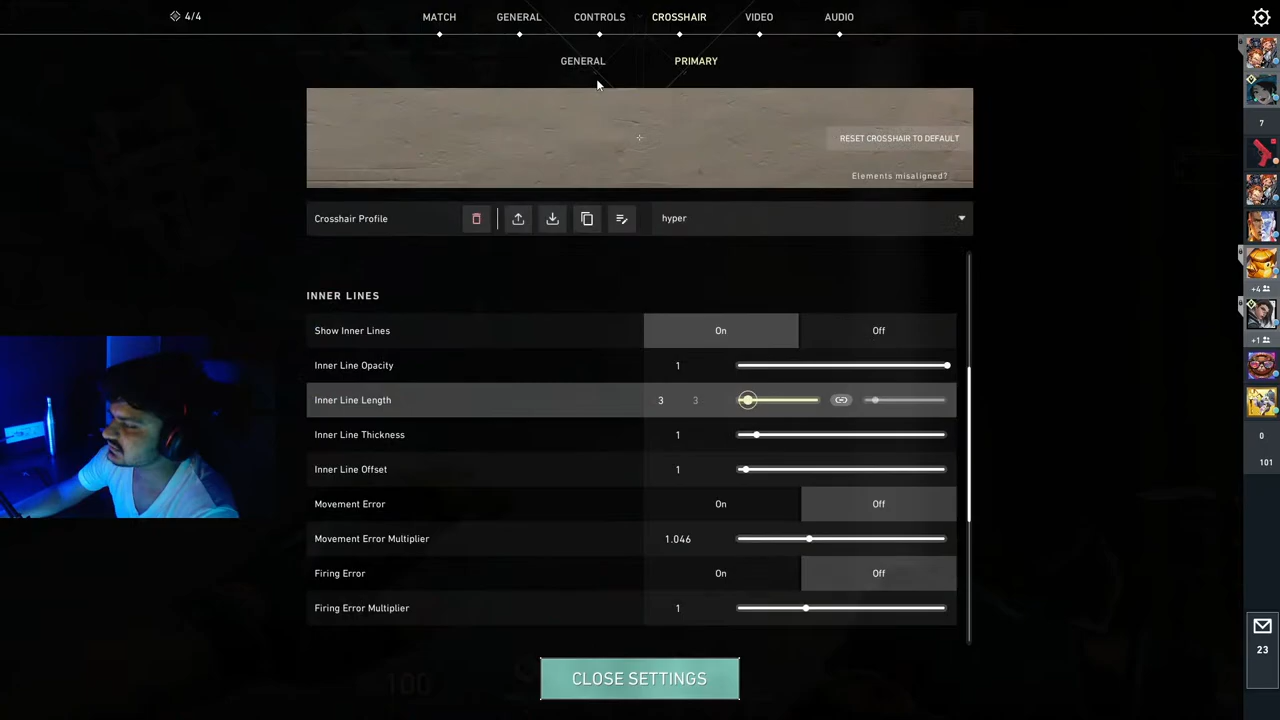 4/4
MATCH GENERAL CONTROLS CROSSHAIR VIDEO AUDIO
GENERAL PRIMARY
RESET CROSSHAIR TO DEFAULT
Elements misaligned?
Crosshair Profile hyper
INNER LINES
Show Inner Lines On Off
Inner Line Opacity 1
Inner Line Length 3 3
Inner Line Thickness 1
Inner Line Offset 1
Movement Error On Off
Movement Error Multiplier 1.046
Firing Error On Off
Firing Error Multiplier 1
CLOSE SETTINGS
100
7
+4
+1
0
101
23